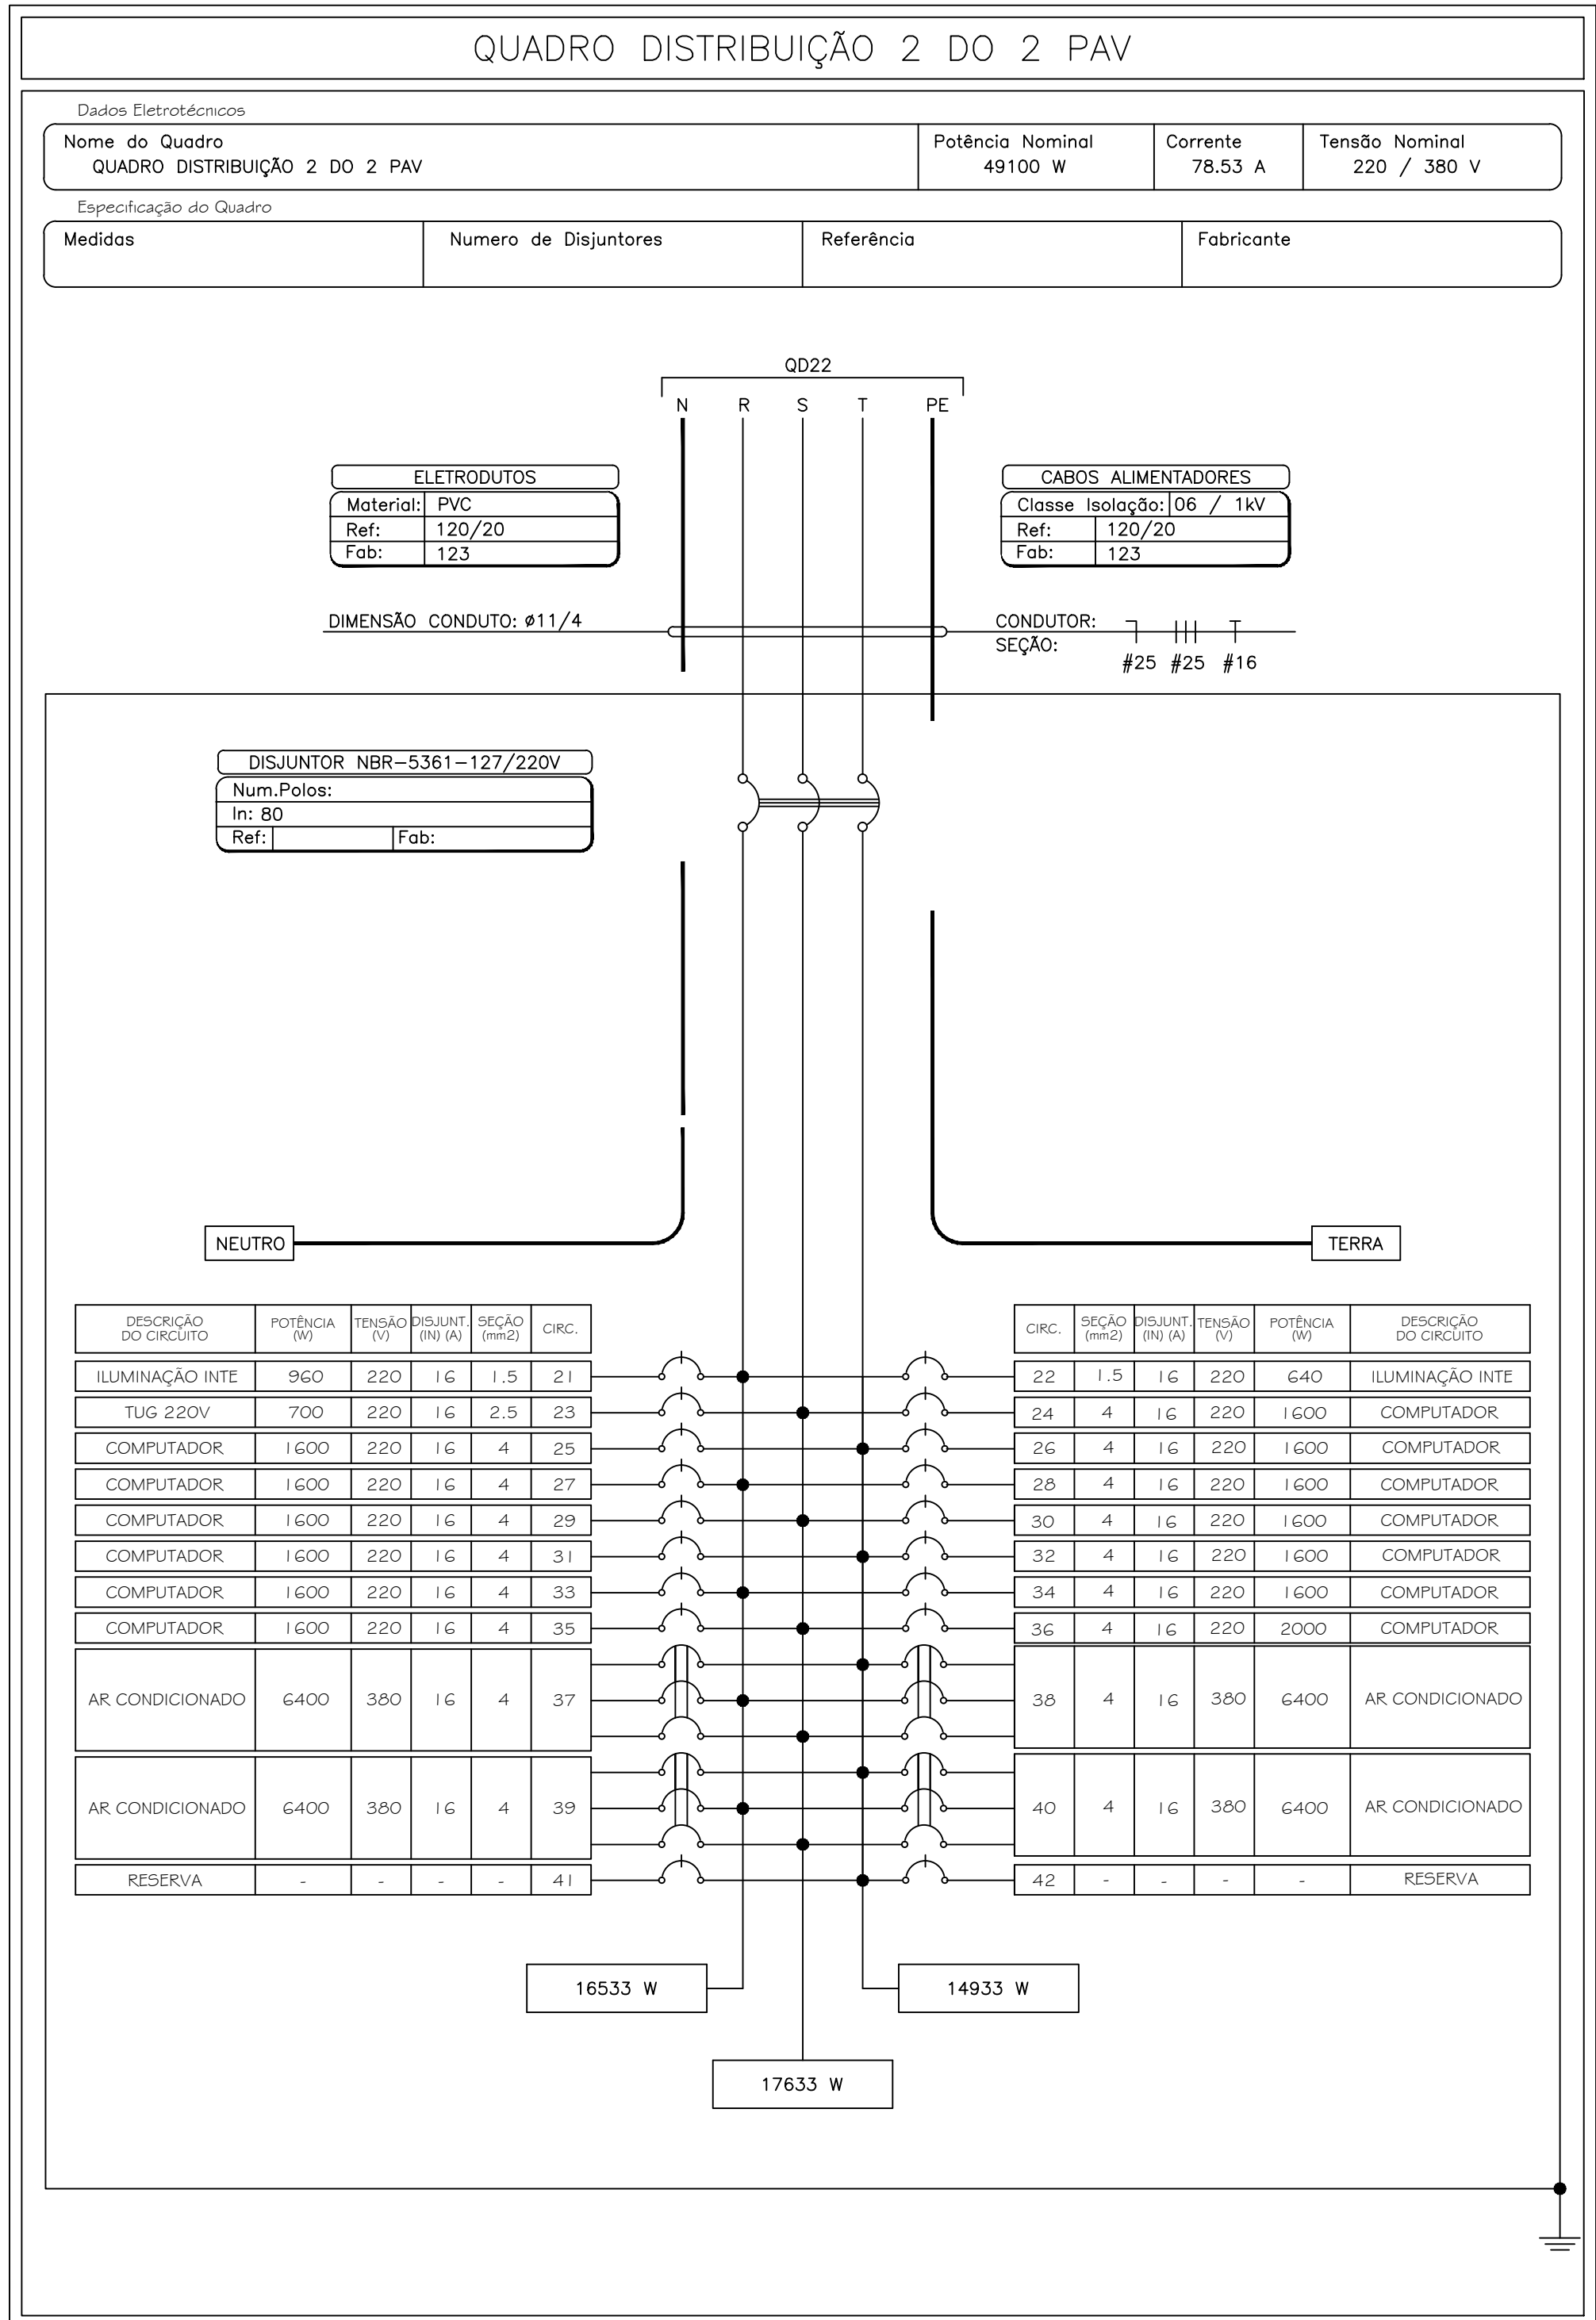 QUADRO DISTRIBUIÇÃO 2 DO 2 PAV
Dados Eletrotécnicos
Nome do Quadro
QUADRO DISTRIBUIÇÃO 2 DO 2 PAV
Potência Nominal
49100 W
Corrente
78.53 A
Tensão Nominal
220 / 380 V
Especificação do Quadro
Medidas
Numero de Disjuntores
Referência
Fabricante
QD22
N R S T PE
ELETRODUTOS
Material: PVC
Ref: 120/20
Fab: 123
CABOS ALIMENTADORES
Classe Isolação: 06 / 1kV
Ref: 120/20
Fab: 123
DIMENSÃO CONDUTO: ø11/4
CONDUTOR:
SEÇÃO:
#25 #25 #16
DISJUNTOR NBR-5361-127/220V
Num.Polos:
In: 80
Ref: Fab:
NEUTRO
TERRA
DESCRIÇÃO DO CIRCUITO POTÊNCIA (W) TENSÃO (V) DISJUNT. (IN) (A) SEÇÃO (mm2) CIRC.
ILUMINAÇÃO INTE 960 220 16 1.5 21
TUG 220V 700 220 16 2.5 23
COMPUTADOR 1600 220 16 4 25
COMPUTADOR 1600 220 16 4 27
COMPUTADOR 1600 220 16 4 29
COMPUTADOR 1600 220 16 4 31
COMPUTADOR 1600 220 16 4 33
COMPUTADOR 1600 220 16 4 35
AR CONDICIONADO 6400 380 16 4 37
AR CONDICIONADO 6400 380 16 4 39
RESERVA - - - - 41
CIRC. SEÇÃO (mm2) DISJUNT. (IN) (A) TENSÃO (V) POTÊNCIA (W) DESCRIÇÃO DO CIRCUITO
22 1.5 16 220 640 ILUMINAÇÃO INTE
24 4 16 220 1600 COMPUTADOR
26 4 16 220 1600 COMPUTADOR
28 4 16 220 1600 COMPUTADOR
30 4 16 220 1600 COMPUTADOR
32 4 16 220 1600 COMPUTADOR
34 4 16 220 1600 COMPUTADOR
36 4 16 220 2000 COMPUTADOR
38 4 16 380 6400 AR CONDICIONADO
40 4 16 380 6400 AR CONDICIONADO
42 - - - - RESERVA
16533 W
14933 W
17633 W